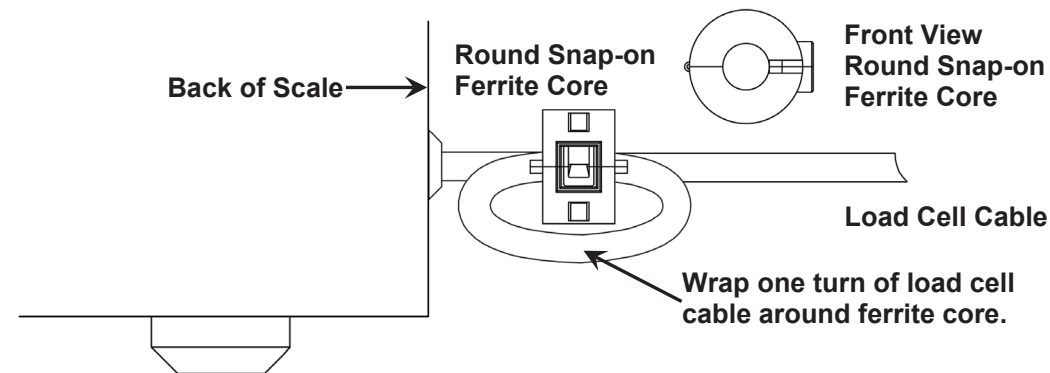 Back of Scale
Round Snap-on
Ferrite Core
Front View
Round Snap-on
Ferrite Core
Load Cell Cable
Wrap one turn of load cell
cable around ferrite core.